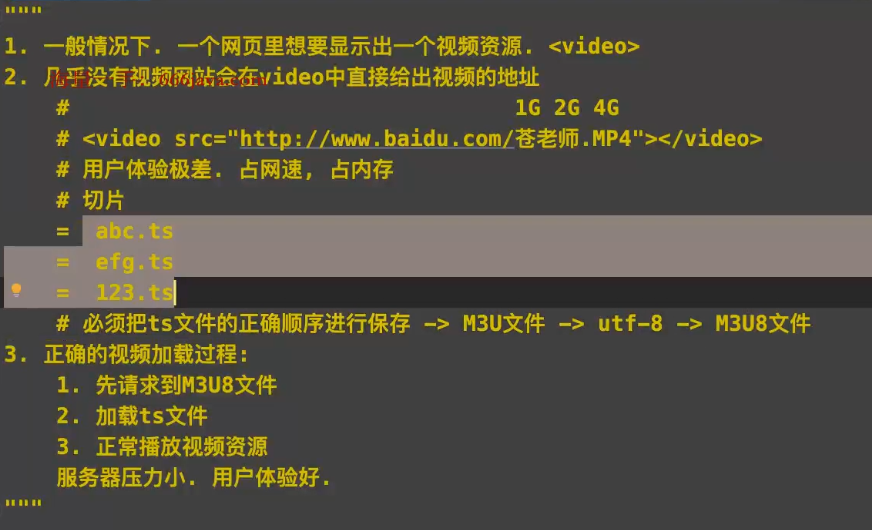 """
1. 一般情况下. 一个网页里想要显示出一个视频资源. <video>
2. 几乎没有视频网站会在video中直接给出视频的地址
# 1G 2G 4G
# <video src="http://www.baidu.com/苍老师.MP4"></video>
# 用户体验极差. 占网速, 占内存
# 切片
= abc.ts
= efg.ts
= 123.ts
# 必须把ts文件的正确顺序进行保存 -> M3U文件 -> utf-8 -> M3U8文件
3. 正确的视频加载过程:
1. 先请求到M3U8文件
2. 加载ts文件
3. 正常播放视频资源
服务器压力小. 用户体验好.
"""